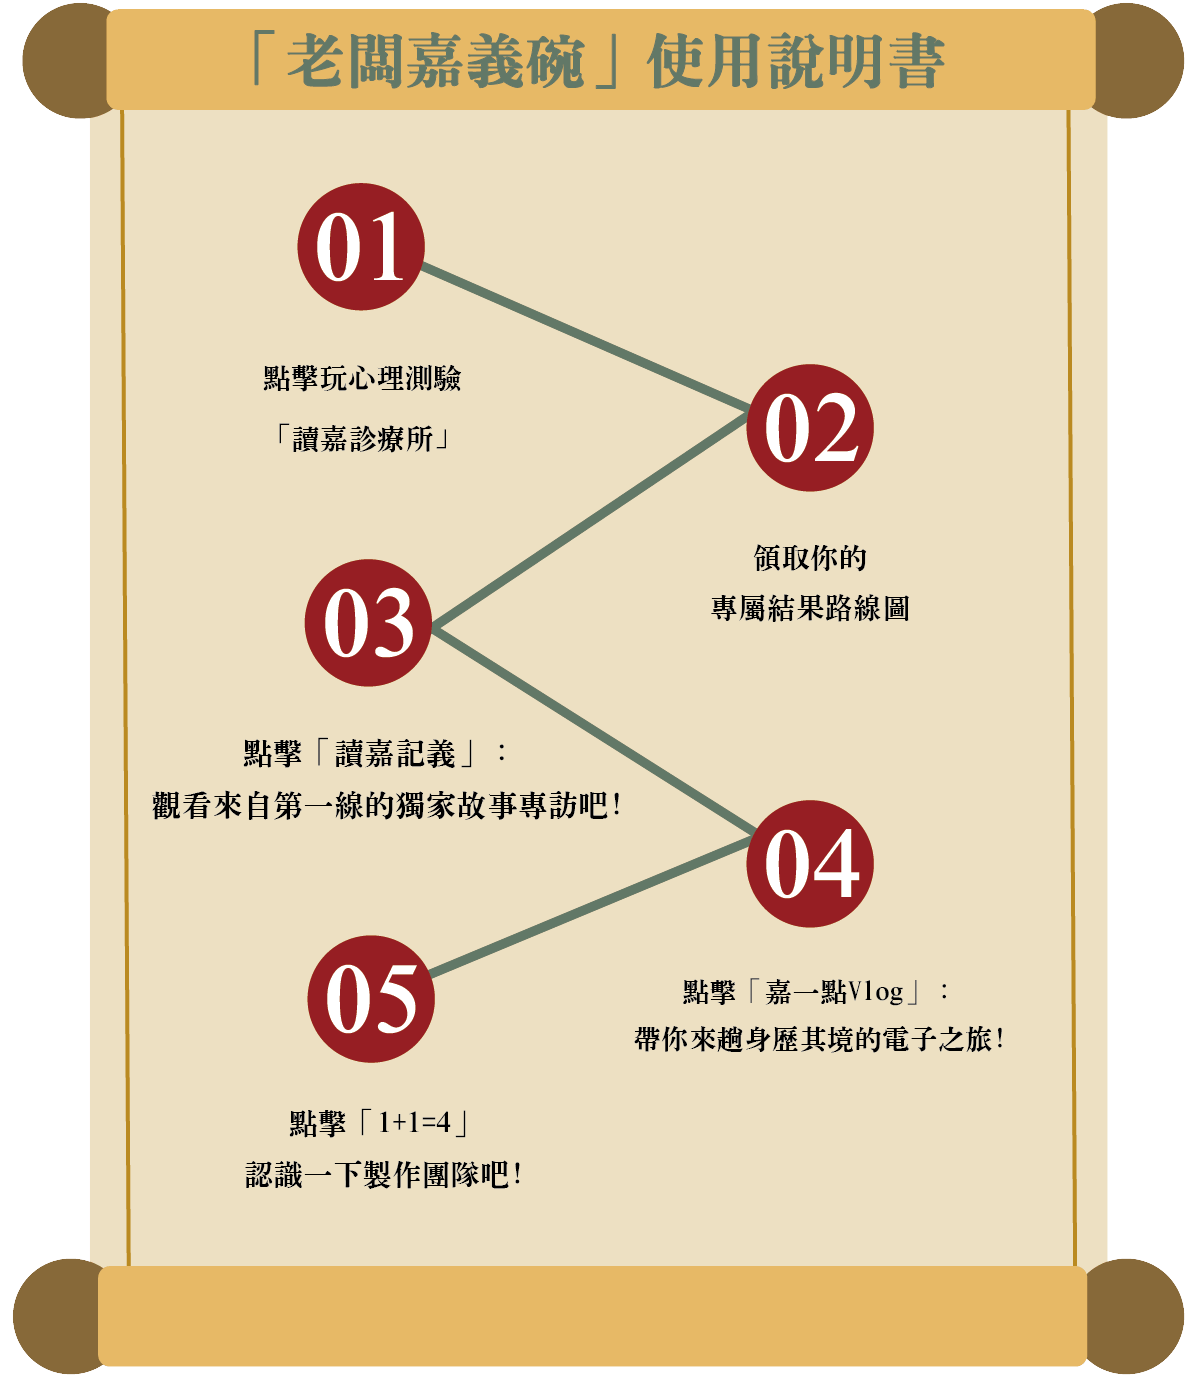 「老闆嘉義碗」使用說明書
01
點擊玩心理測驗
「讀嘉診療所」
02
領取你的
專屬結果路線圖
03
點擊「讀嘉記義」：
觀看來自第一線的獨家故事專訪吧！
04
點擊「嘉一點Vlog」：
帶你來趟身歷其境的電子之旅！
05
點擊「1+1=4」
認識一下製作團隊吧！